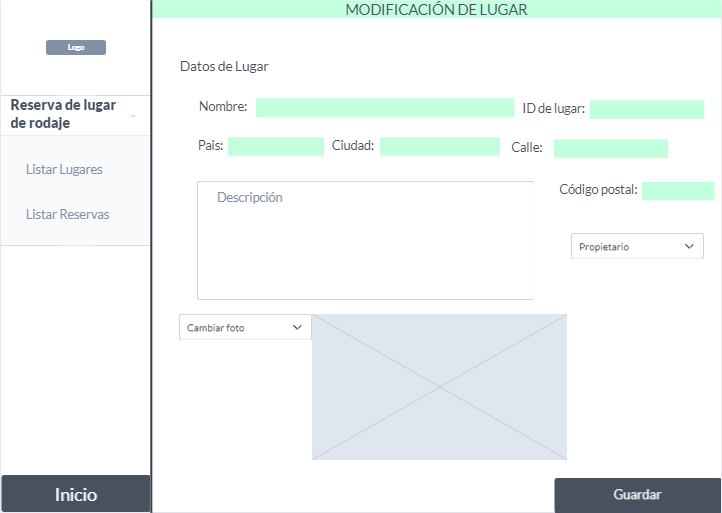 MODIFICACIÓN DE LUGAR
Logo
Reserva de lugar
de rodaje
Listar Lugares
Listar Reservas
Inicio
Datos de Lugar
Nombre:
ID de lugar:
Pais:
Ciudad:
Calle:
Descripción
Código postal:
Propietario
Cambiar foto
Guardar